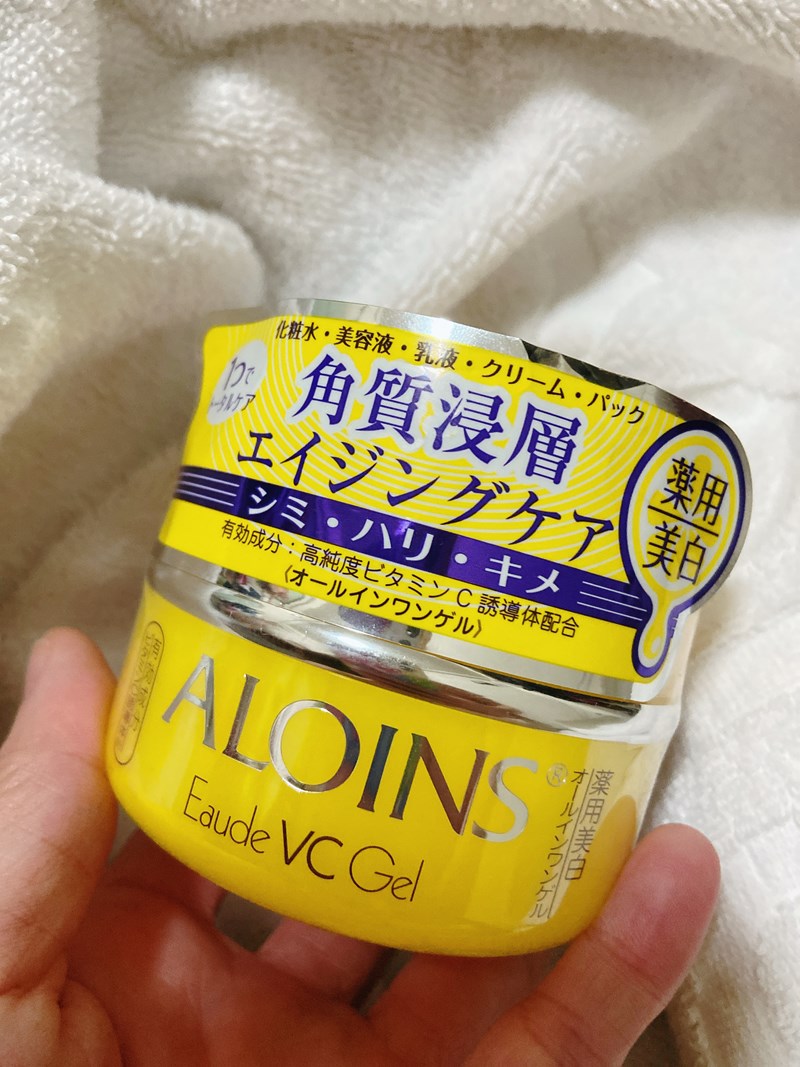 化粧水・美容液・乳液・クリーム・パック
1つで
トータルケア
角質浸層
エイジングケア
シミ・ハリ・キメ
有効成分：高純度ビタミンC誘導体配合
〈オールインワンゲル〉
薬用
美白
ALOINS®
Eaude VC Gel
薬用美白
オールインワンゲル